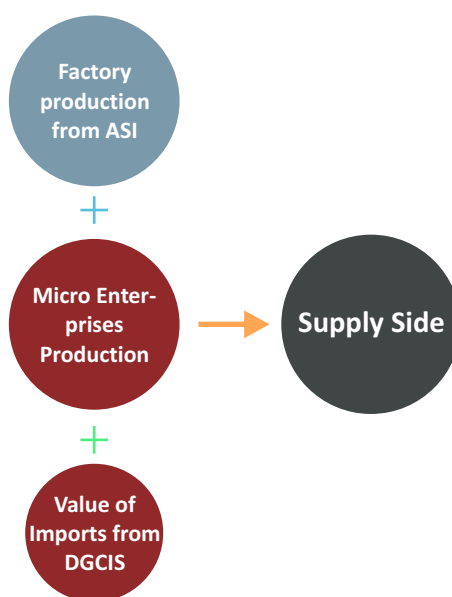 Factory
production
from ASI
+
Micro Enter-
prises
Production
Supply Side
+
Value of
Imports from
DGCIS